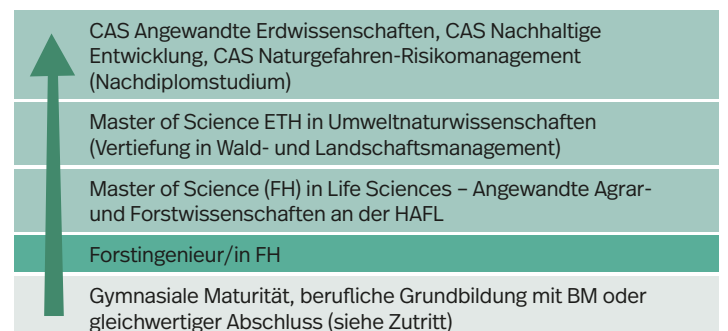 CAS Angewandte Erdwissenschaften, CAS Nachhaltige
Entwicklung, CAS Naturgefahren-Risikomanagement
(Nachdiplomstudium)
Master of Science ETH in Umweltnaturwissenschaften
(Vertiefung in Wald- und Landschaftsmanagement)
Master of Science (FH) in Life Sciences – Angewandte Agrar-
und Forstwissenschaften an der HAFL
Forstingenieur/in FH
Gymnasiale Maturität, berufliche Grundbildung mit BM oder
gleichwertiger Abschluss (siehe Zutritt)